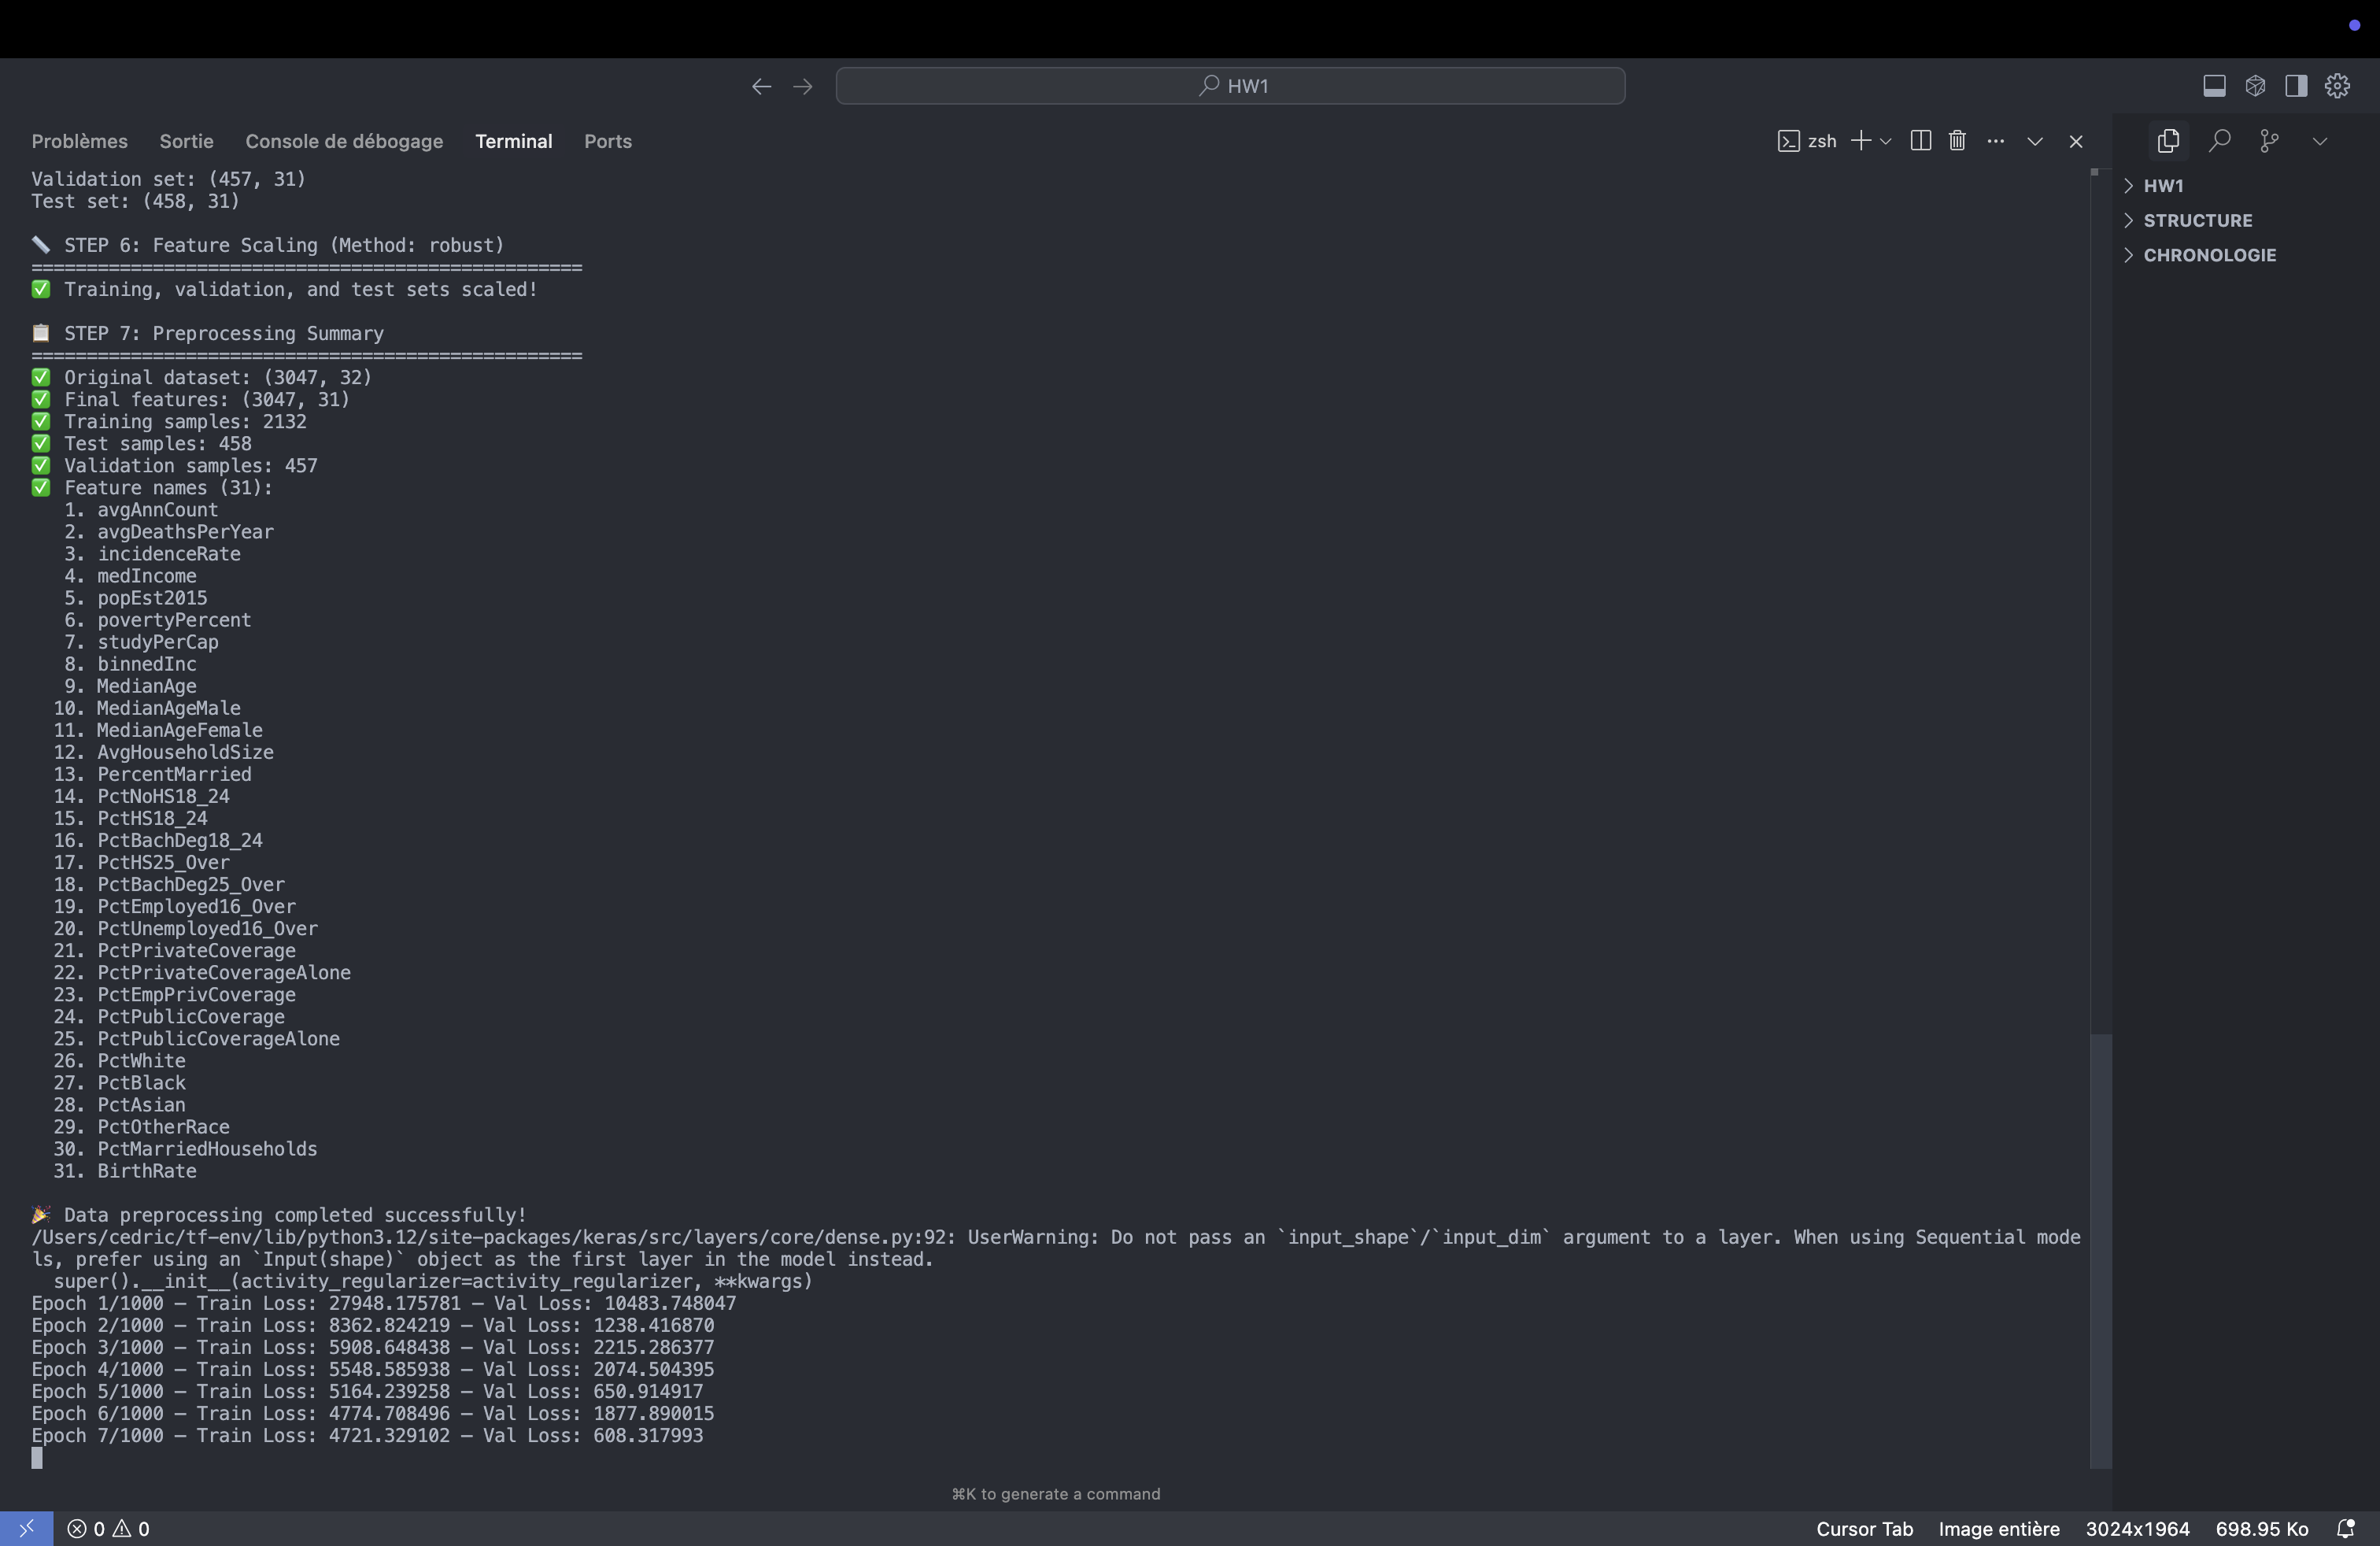 HW1
Problèmes Sortie Console de débogage Terminal Ports
zsh
Validation set: (457, 31)
Test set: (458, 31)
STEP 6: Feature Scaling (Method: robust)
==================================================
✅ Training, validation, and test sets scaled!
📋 STEP 7: Preprocessing Summary
==================================================
✅ Original dataset: (3047, 32)
✅ Final features: (3047, 31)
✅ Training samples: 2132
✅ Test samples: 458
✅ Validation samples: 457
✅ Feature names (31):
1. avgAnnCount
2. avgDeathsPerYear
3. incidenceRate
4. medIncome
5. popEst2015
6. povertyPercent
7. studyPerCap
8. binnedInc
9. MedianAge
10. MedianAgeMale
11. MedianAgeFemale
12. AvgHouseholdSize
13. PercentMarried
14. PctNoHS18_24
15. PctHS18_24
16. PctBachDeg18_24
17. PctHS25_Over
18. PctBachDeg25_Over
19. PctEmployed16_Over
20. PctUnemployed16_Over
21. PctPrivateCoverage
22. PctPrivateCoverageAlone
23. PctEmpPrivCoverage
24. PctPublicCoverage
25. PctPublicCoverageAlone
26. PctWhite
27. PctBlack
28. PctAsian
29. PctOtherRace
30. PctMarriedHouseholds
31. BirthRate
🎉 Data preprocessing completed successfully!
/Users/cedric/tf-env/lib/python3.12/site-packages/keras/src/layers/core/dense.py:92: UserWarning: Do not pass an `input_shape`/`input_dim` argument to a layer. When using Sequential mode
ls, prefer using an `Input(shape)` object as the first layer in the model instead.
super().__init__(activity_regularizer=activity_regularizer, **kwargs)
Epoch 1/1000 — Train Loss: 27948.175781 — Val Loss: 10483.748047
Epoch 2/1000 — Train Loss: 8362.824219 — Val Loss: 1238.416870
Epoch 3/1000 — Train Loss: 5908.648438 — Val Loss: 2215.286377
Epoch 4/1000 — Train Loss: 5548.585938 — Val Loss: 2074.504395
Epoch 5/1000 — Train Loss: 5164.239258 — Val Loss: 650.914917
Epoch 6/1000 — Train Loss: 4774.708496 — Val Loss: 1877.890015
Epoch 7/1000 — Train Loss: 4721.329102 — Val Loss: 608.317993
⌘K to generate a command
HW1
STRUCTURE
CHRONOLOGIE
0 0
Cursor Tab Image entière 3024x1964 698.95 Ko